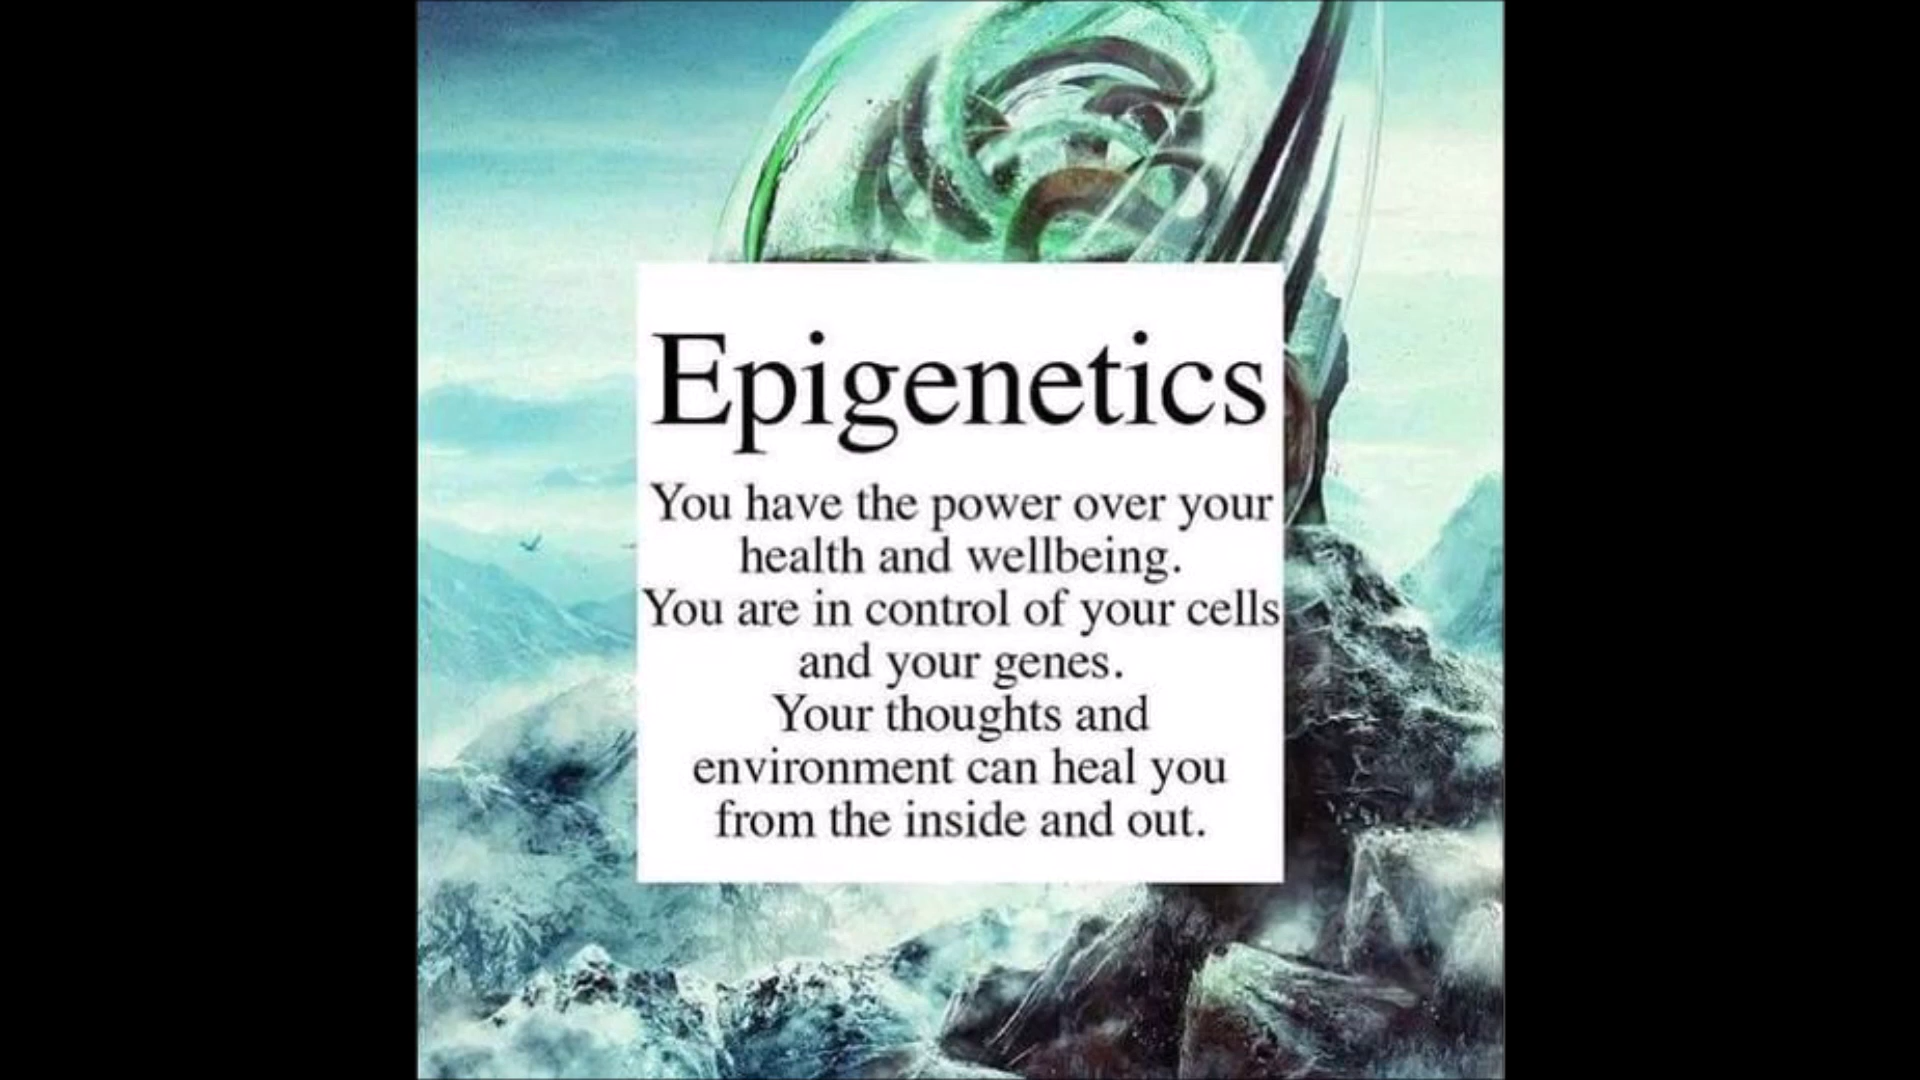 Epigenetics
You have the power over your
health and wellbeing.
You are in control of your cells
and your genes.
Your thoughts and
environment can heal you
from the inside and out.